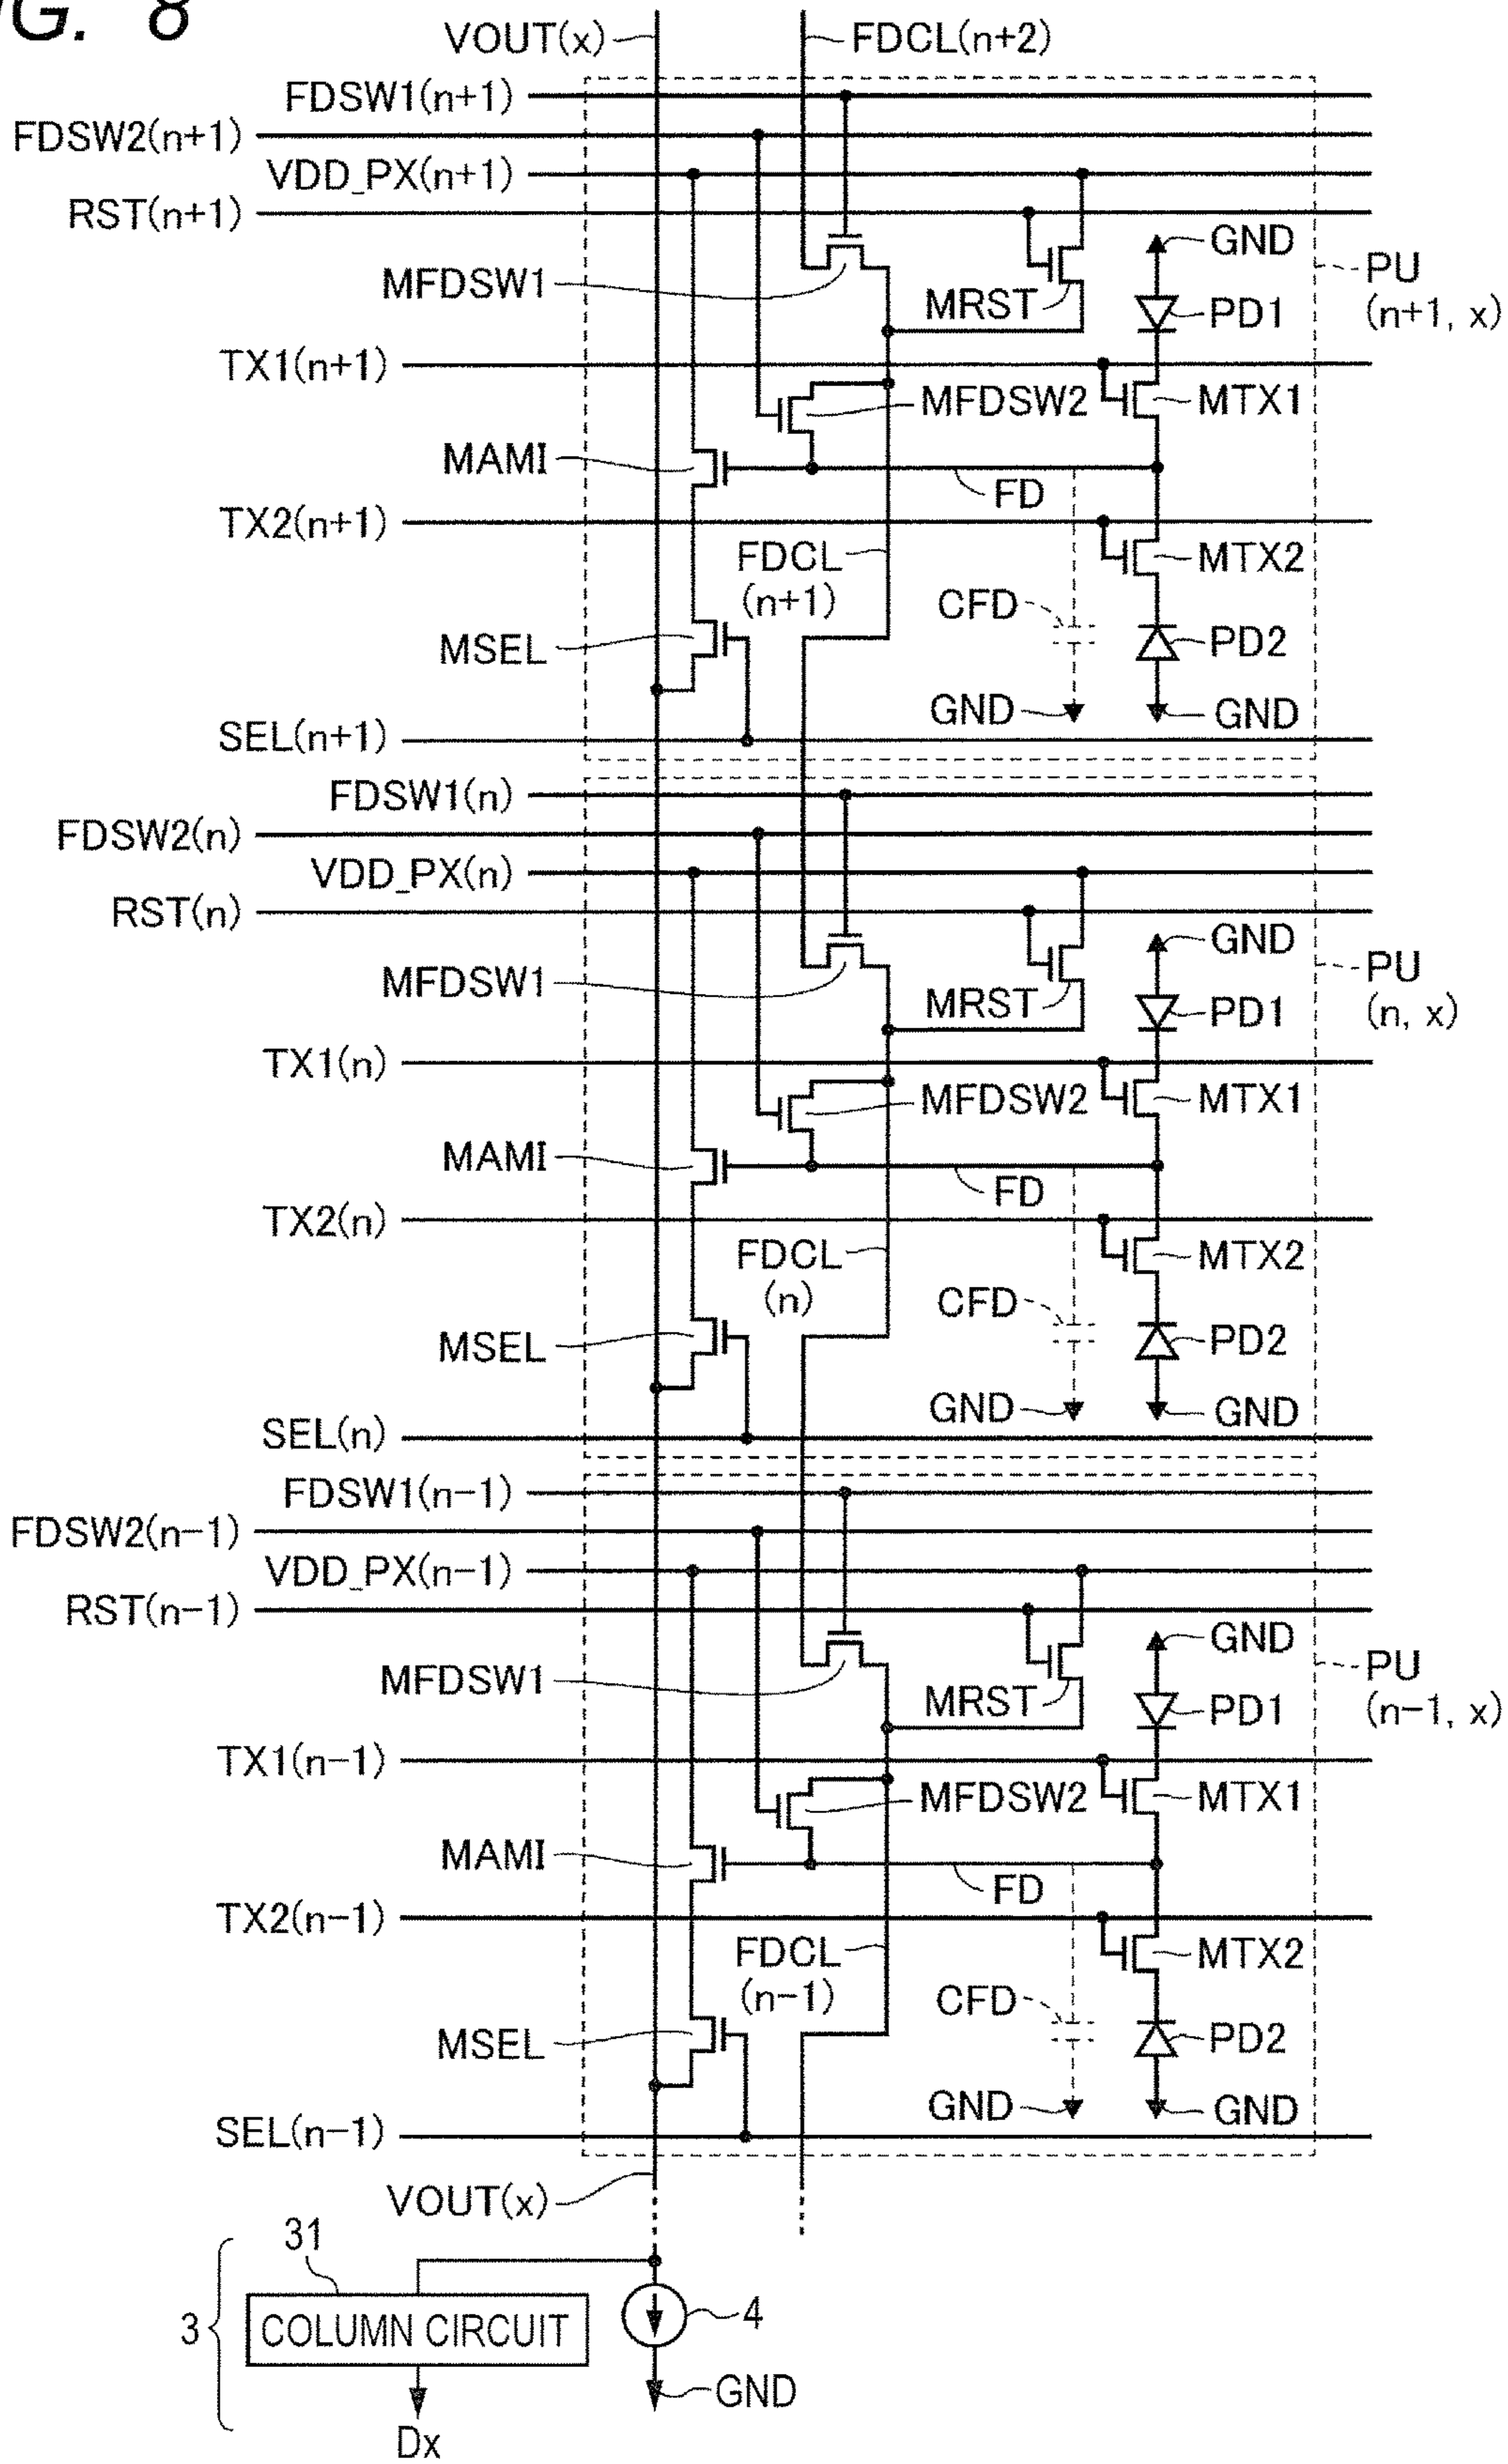 FIG. 8
VOUT(x)
FDCL(n+2)
FDSW1(n+1)
FDSW2(n+1)
VDD_PX(n+1)
RST(n+1)
GND
PU
(n+1, x)
MFDSW1
MRST
PD1
TX1(n+1)
MFDSW2
MTX1
MAMI
FD
TX2(n+1)
FDCL
(n+1)
MTX2
CFD
MSEL
PD2
GND
GND
SEL(n+1)
FDSW1(n)
FDSW2(n)
VDD_PX(n)
RST(n)
GND
PU
(n, x)
MFDSW1
MRST
PD1
TX1(n)
MFDSW2
MTX1
MAMI
FD
TX2(n)
FDCL
(n)
MTX2
CFD
MSEL
PD2
GND
GND
SEL(n)
FDSW1(n-1)
FDSW2(n-1)
VDD_PX(n-1)
RST(n-1)
GND
PU
(n-1, x)
MFDSW1
MRST
PD1
TX1(n-1)
MFDSW2
MTX1
MAMI
FD
TX2(n-1)
FDCL
(n-1)
MTX2
CFD
MSEL
PD2
GND
GND
SEL(n-1)
VOUT(x)
31
3
COLUMN CIRCUIT
4
GND
Dx